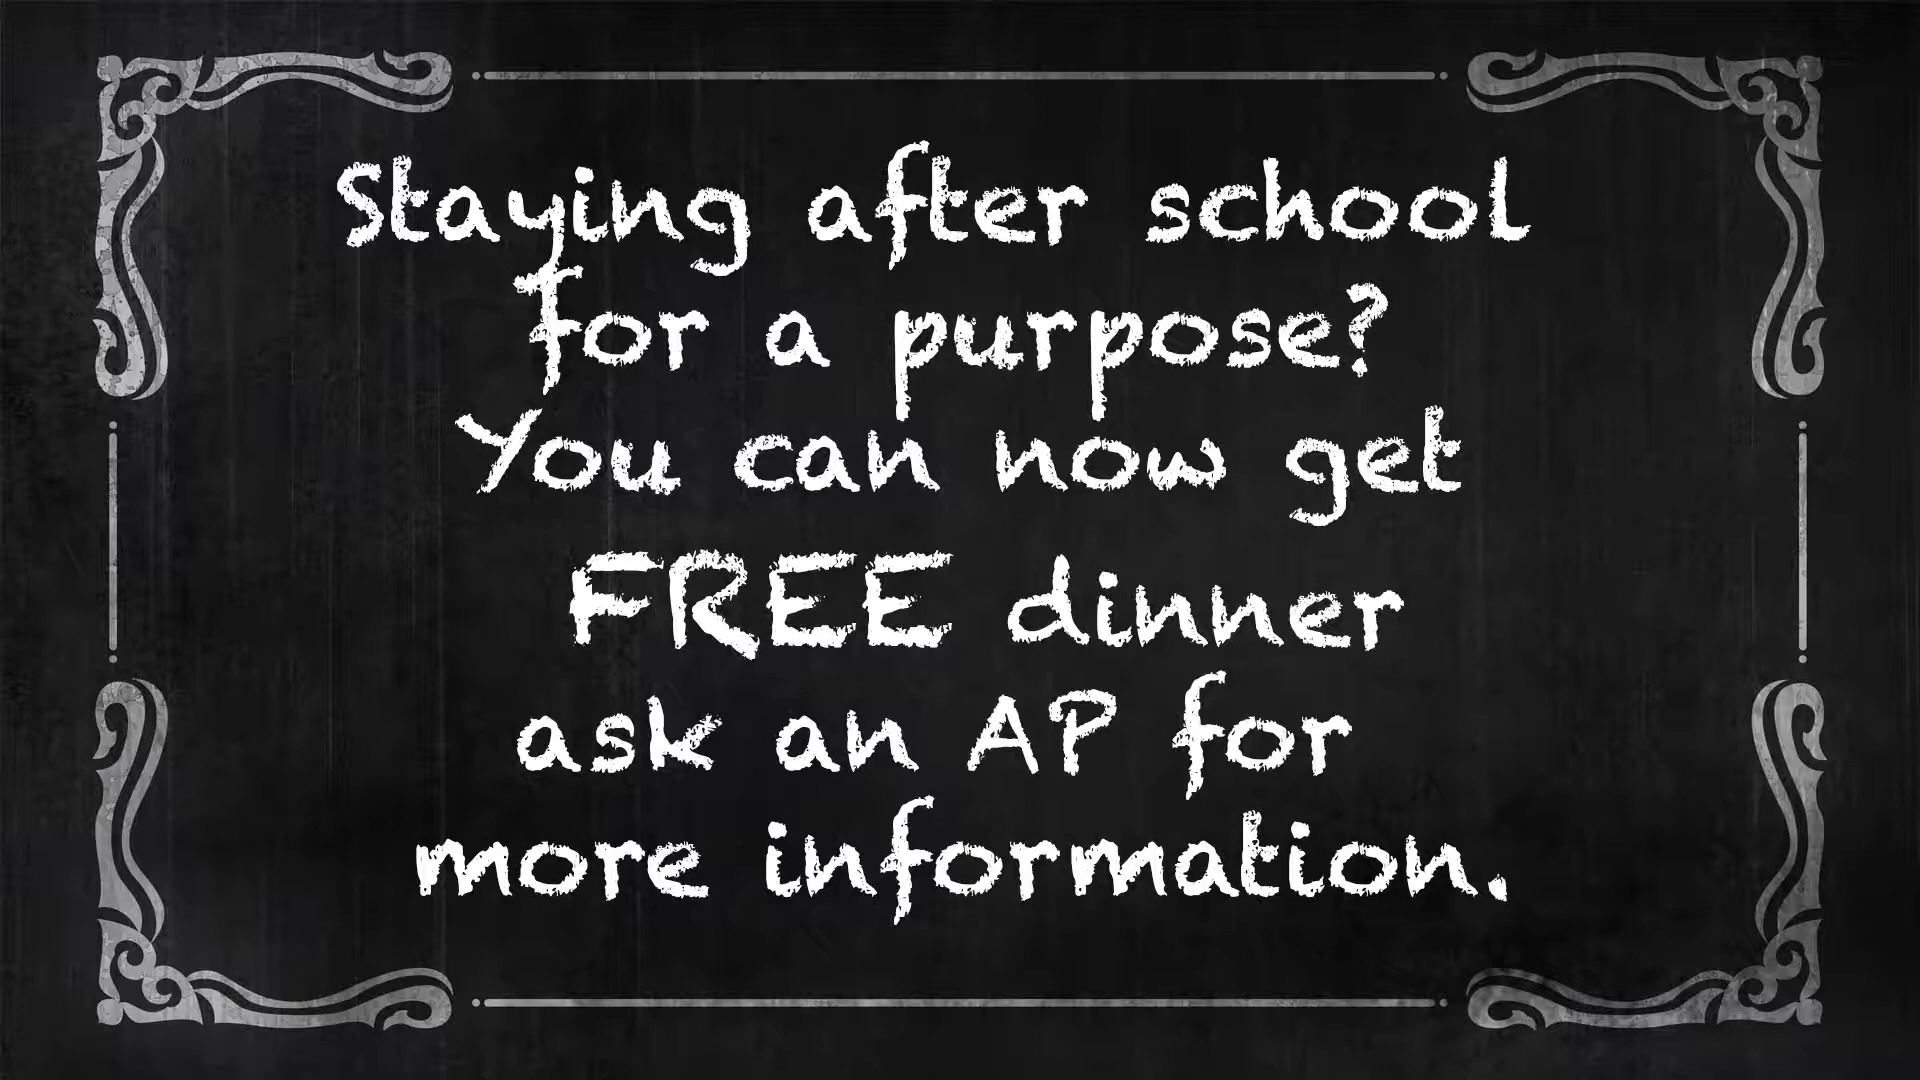 Staying after school
for a purpose?
You can now get
FREE dinner
ask an AP for
more information.